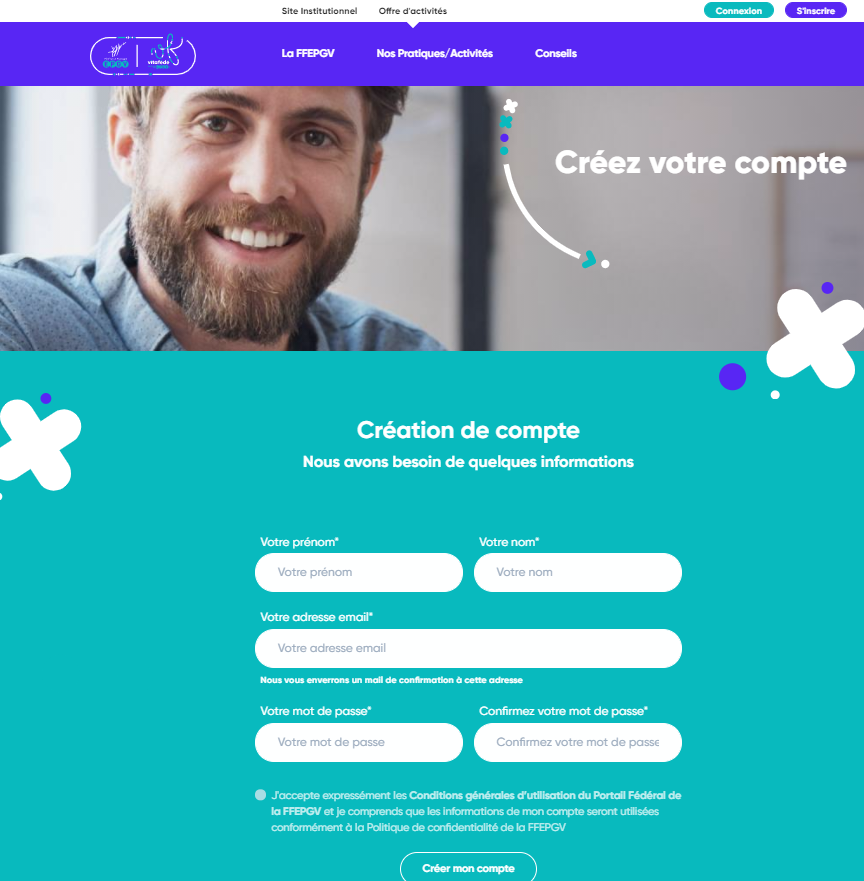 Site Institutionnel
Offre d'activités
Connexion
S'inscrire
vitafédé
La FFEPGV
Nos Pratiques/Activités
Conseils
Créez votre compte
Création de compte
Nous avons besoin de quelques informations
Votre prénom*
Votre nom*
Votre prénom
Votre nom
Votre adresse email*
Votre adresse email
Nous vous enverrons un mail de confirmation à cette adresse
Votre mot de passe*
Confirmez votre mot de passe*
Votre mot de passe
Confirmez votre mot de passe
J'accepte expressément les Conditions générales d'utilisation du Portail Fédéral de
la FFEPGV et je comprends que les informations de mon compte seront utilisées
conformément à la Politique de confidentialité de la FFEPGV
Créer mon compte